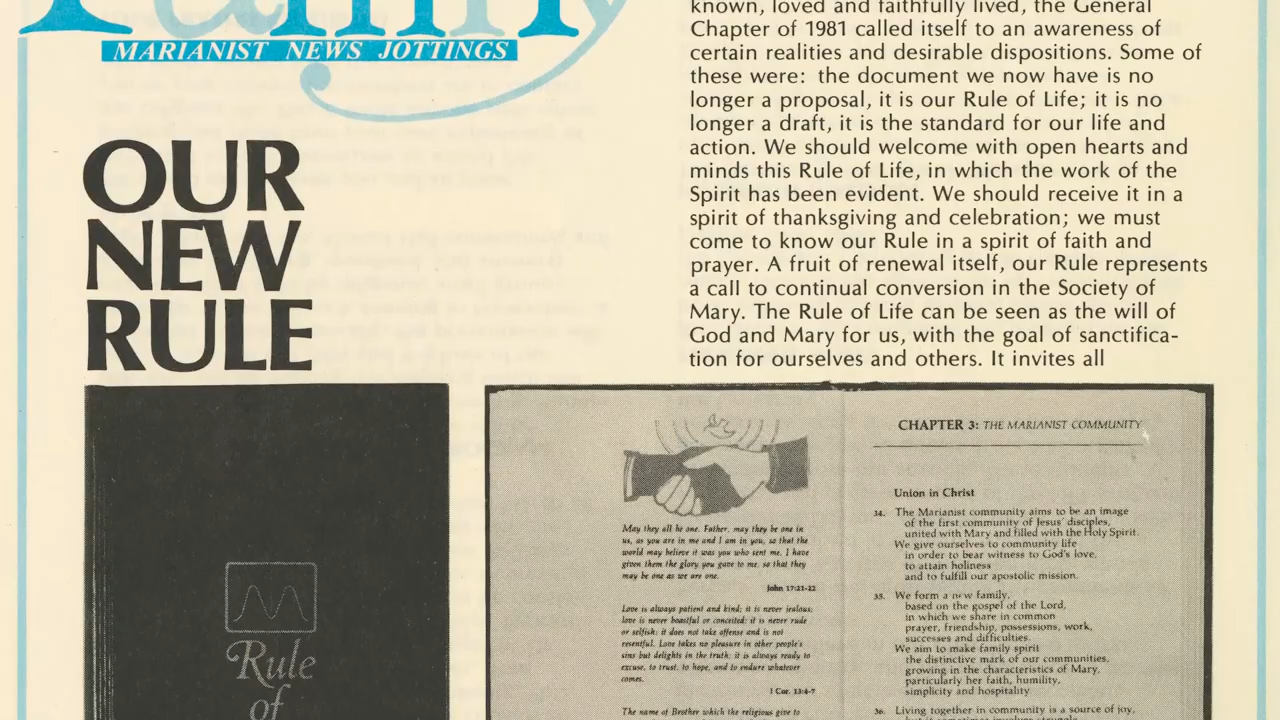 Family
MARIANIST NEWS JOTTINGS
OUR
NEW
RULE
known, loved and faithfully lived, the General
Chapter of 1981 called itself to an awareness of
certain realities and desirable dispositions. Some of
these were: the document we now have is no
longer a proposal, it is our Rule of Life; it is no
longer a draft, it is the standard for our life and
action. We should welcome with open hearts and
minds this Rule of Life, in which the work of the
Spirit has been evident. We should receive it in a
spirit of thanksgiving and celebration; we must
come to know our Rule in a spirit of faith and
prayer. A fruit of renewal itself, our Rule represents
a call to continual conversion in the Society of
Mary. The Rule of Life can be seen as the will of
God and Mary for us, with the goal of sanctifica-
tion for ourselves and others. It invites all
Rule
of
May they all be one. Father, may they be one in
us, as you are in me and I am in you, so that the
world may believe it was you who sent me. I have
given them the glory you gave to me, so that they
may be one as we are one.
John 17:21-22
Love is always patient and kind; it is never jealous;
love is never boastful or conceited; it is never rude
or selfish; it does not take offense and is not
resentful. Love takes no pleasure in other people's
sins but delights in the truth; it is always ready to
excuse, to trust, to hope, and to endure whatever
comes.
1 Cor. 13:4-7
The name of Brother which the religious give to
CHAPTER 3: THE MARIANIST COMMUNITY
Union in Christ
34. The Marianist community aims to be an image
of the first community of Jesus' disciples,
united with Mary and filled with the Holy Spirit.
We give ourselves to community life
in order to bear witness to God's love,
to attain holiness
and to fulfill our apostolic mission.
35. We form a new family,
based on the gospel of the Lord,
in which we share in common
prayer, friendship, possessions, work,
successes and difficulties.
We aim to make family spirit
the distinctive mark of our communities,
growing in the characteristics of Mary,
particularly her faith, humility,
simplicity and hospitality
36. Living together in community is a source of joy,
but it sometimes involves struggle